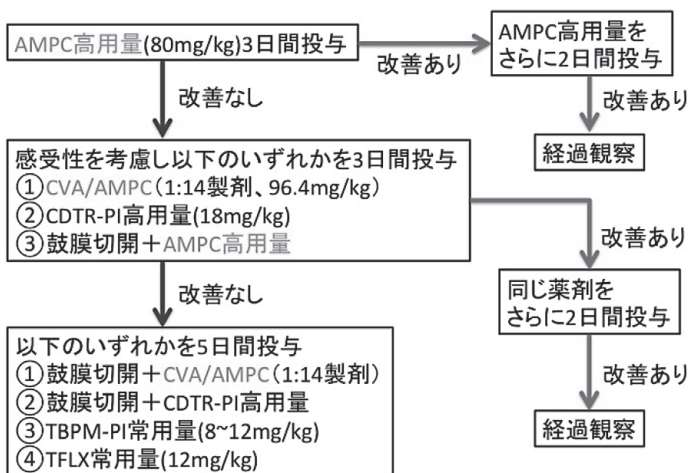 AMPC高用量(80mg/kg)3日間投与
改善あり
AMPC高用量を
さらに2日間投与
改善なし
改善あり
経過観察
感受性を考慮し以下のいずれかを3日間投与
①CVA/AMPC(1:14製剤、96.4mg/kg)
②CDTR-PI高用量(18mg/kg)
③鼓膜切開+AMPC高用量
改善あり
同じ薬剤を
さらに2日間投与
改善なし
改善あり
経過観察
以下のいずれかを5日間投与
①鼓膜切開+CVA/AMPC(1:14製剤)
②鼓膜切開+CDTR-PI高用量
③TBPM-PI常用量(8~12mg/kg)
④TFLX常用量(12mg/kg)